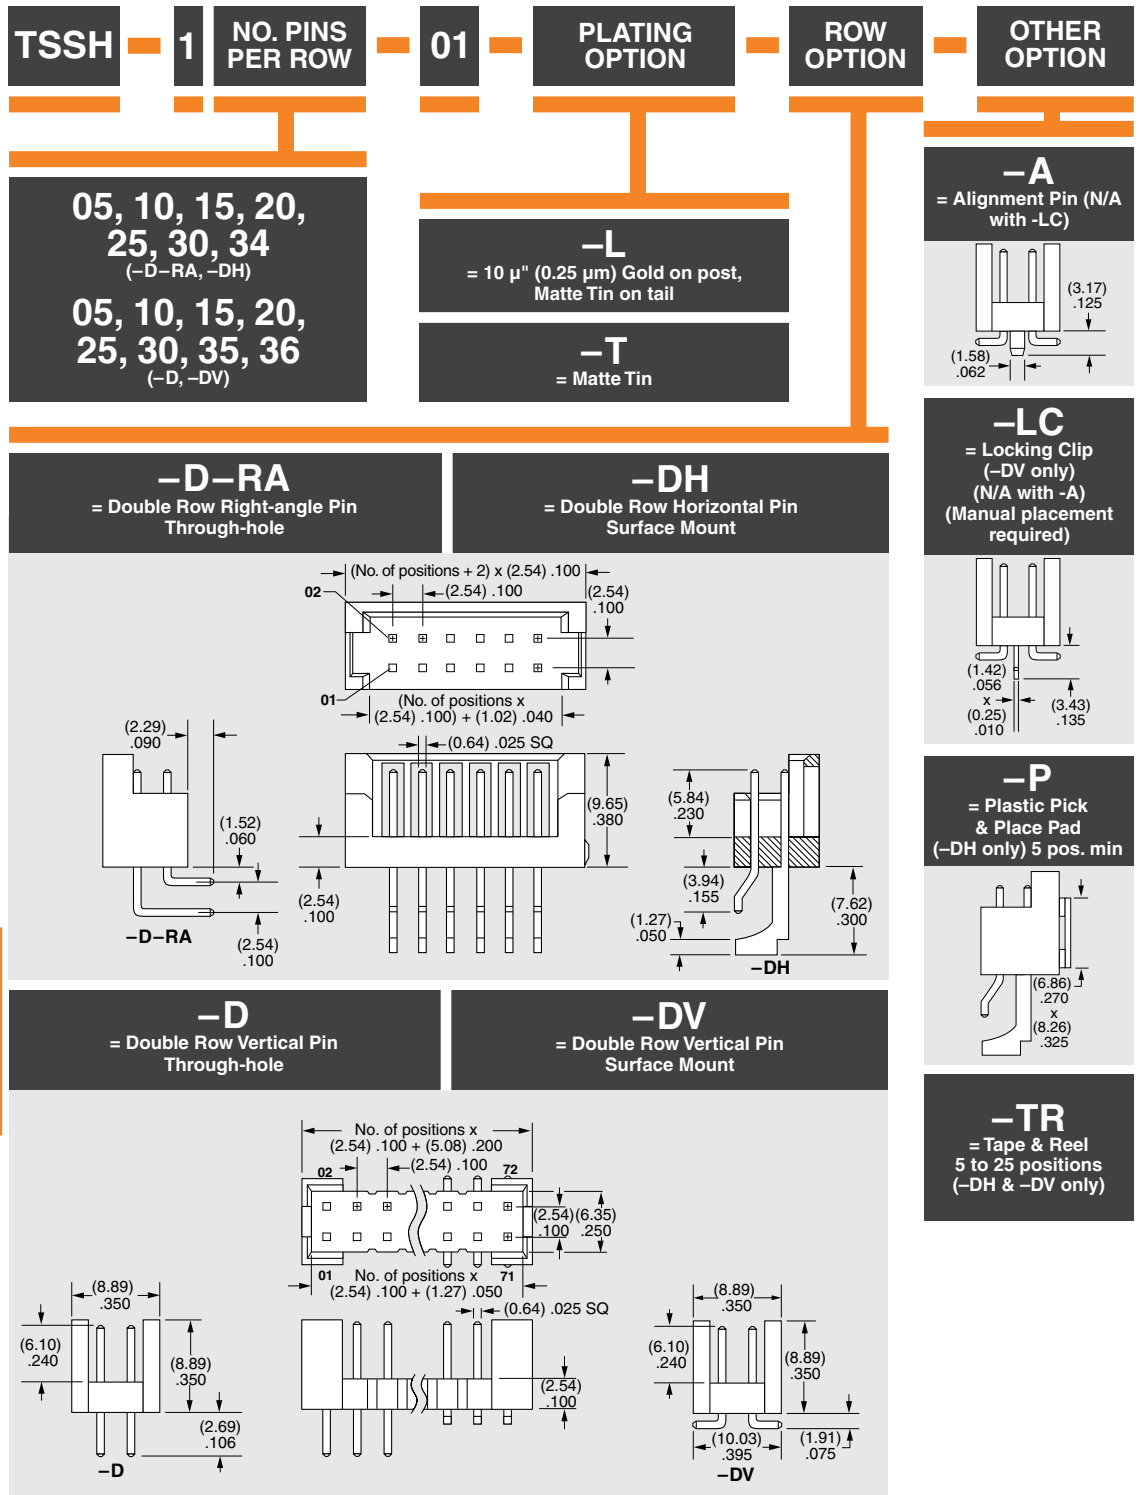 TSSH – 1 NO. PINS PER ROW – 01 – PLATING OPTION – ROW OPTION – OTHER OPTION
05, 10, 15, 20,
25, 30, 34
(–D–RA, –DH)
05, 10, 15, 20,
25, 30, 35, 36
(–D, –DV)
–L
= 10 µ" (0.25 µm) Gold on post,
Matte Tin on tail
–T
= Matte Tin
–A
= Alignment Pin (N/A
with -LC)
(3.17)
.125
(1.58)
.062
–LC
= Locking Clip
(–DV only)
(N/A with -A)
(Manual placement
required)
(1.42)
.056
x
(0.25)
.010
(3.43)
.135
–P
= Plastic Pick
& Place Pad
(–DH only) 5 pos. min
(6.86)
.270
x
(8.26)
.325
–TR
= Tape & Reel
5 to 25 positions
(–DH & –DV only)
–D–RA
= Double Row Right-angle Pin
Through-hole
–DH
= Double Row Horizontal Pin
Surface Mount
(No. of positions + 2) x (2.54) .100
02
(2.54) .100
(2.54)
.100
01
(No. of positions x
(2.54) .100) + (1.02) .040
(2.29)
.090
(0.64) .025 SQ
(1.52)
.060
(9.65)
.380
(5.84)
.230
(2.54)
.100
(3.94)
.155
(7.62)
.300
(1.27)
.050
–D–RA
(2.54)
.100
–DH
–D
= Double Row Vertical Pin
Through-hole
–DV
= Double Row Vertical Pin
Surface Mount
No. of positions x
(2.54) .100 + (5.08) .200
02
(2.54) .100
72
(2.54)
.100
(6.35)
.250
01
No. of positions x
(2.54) .100 + (1.27) .050
71
(8.89)
.350
(6.10)
.240
(8.89)
.350
(2.69)
.106
–D
(0.64) .025 SQ
(2.54)
.100
(8.89)
.350
(6.10)
.240
(8.89)
.350
(10.03)
.395
(1.91)
.075
–DV